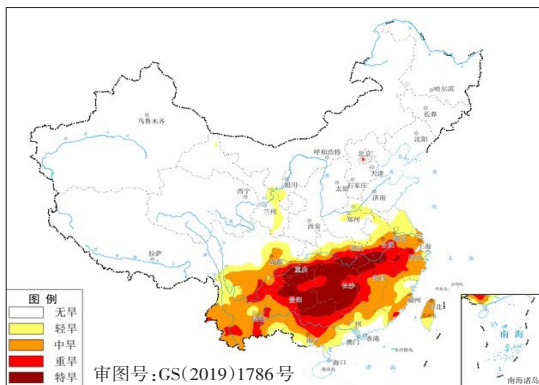 哈尔滨
长春
乌鲁木齐
沈阳
呼和浩特
北京
天津
银川
太原
石家庄
西宁
济南
兰州
郑州
西安
拉萨
上海
成都
重庆
长沙
贵阳
福州
台北
香港
澳门
海口
图 例
无旱
轻旱
中旱
重旱
特旱
审图号:GS(2019)1786号
南 海
南海诸岛